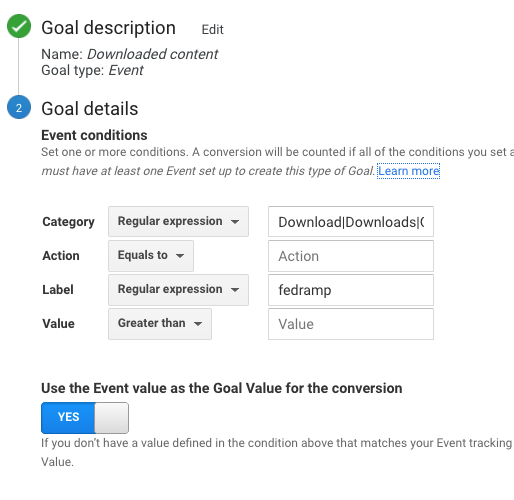 Goal description Edit
Name: Downloaded content
Goal type: Event
2 Goal details
Event conditions
Set one or more conditions. A conversion will be counted if all of the conditions you set
must have at least one Event set up to create this type of Goal. Learn more
Category Regular expression Download|Downloads|
Action Equals to Action
Label Regular expression fedramp
Value Greater than Value
Use the Event value as the Goal Value for the conversion
YES
If you don't have a value defined in the condition above that matches your Event tracking
Value.